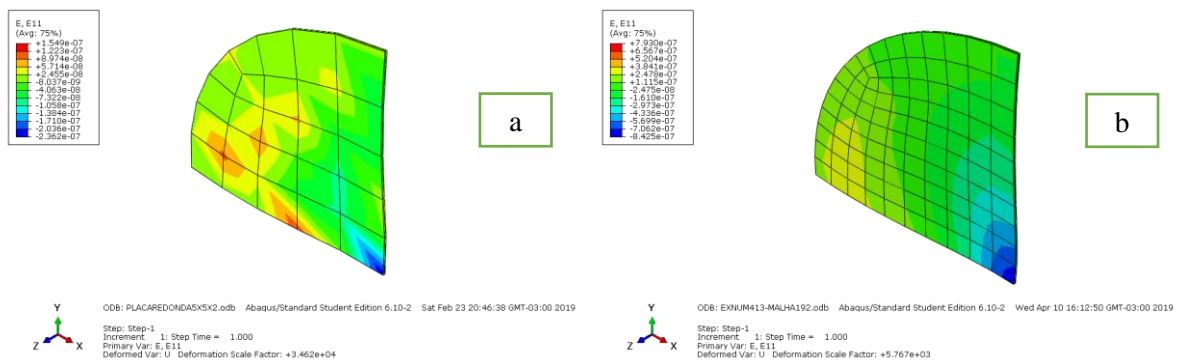 E, E11
(Avg: 75%)
+1.549e-07
+1.223e-07
+8.974e-08
+5.714e-08
+2.455e-08
-8.037e-09
-4.063e-08
-7.322e-08
-1.058e-07
-1.384e-07
-1.710e-07
-2.036e-07
-2.362e-07
a
Y
Z
X
ODB: PLACAREDONDA5X5X2.odb Abaqus/Standard Student Edition 6.10-2 Sat Feb 23 20:46:38 GMT-03:00 2019
Step: Step-1
Increment 1: Step Time = 1.000
Primary Var: E, E11
Deformed Var: U Deformation Scale Factor: +3.462e+04
E, E11
(Avg: 75%)
+7.930e-07
+6.567e-07
+5.204e-07
+3.841e-07
+2.478e-07
+1.115e-07
-2.475e-08
-1.610e-07
-2.973e-07
-4.336e-07
-5.699e-07
-7.062e-07
-8.425e-07
b
Y
Z
X
ODB: EXNUM413-MALHA192.odb Abaqus/Standard Student Edition 6.10-2 Wed Apr 10 16:12:50 GMT-03:00 2019
Step: Step-1
Increment 1: Step Time = 1.000
Primary Var: E, E11
Deformed Var: U Deformation Scale Factor: +5.767e+03